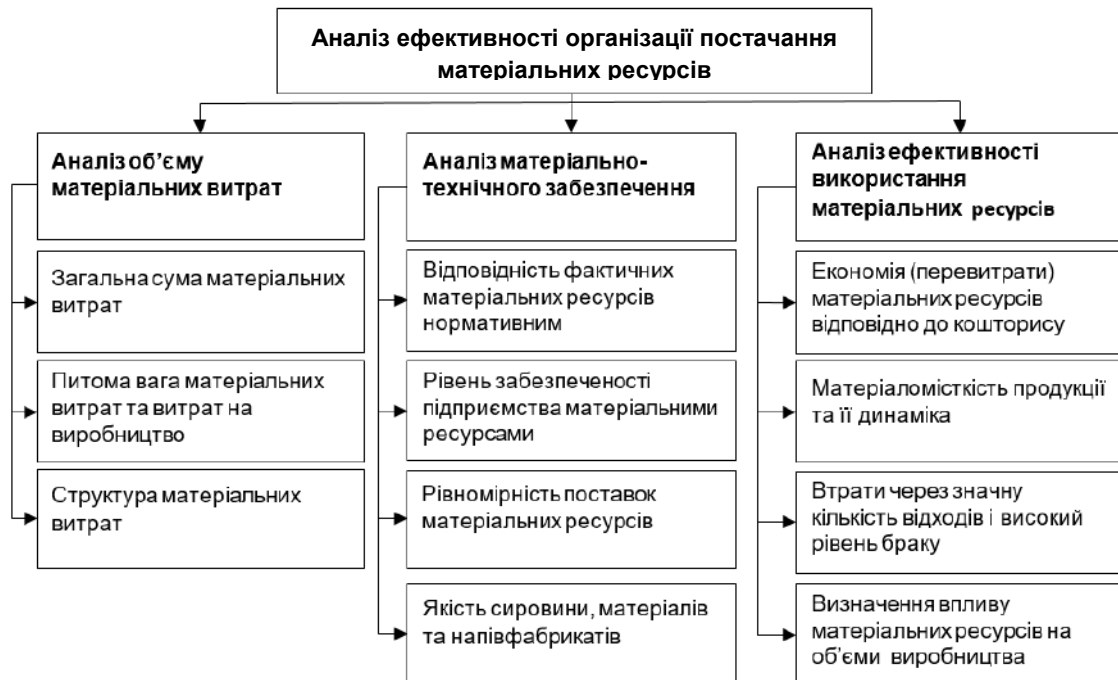 Аналіз ефективності організації постачання
матеріальних ресурсів
Аналіз об’єму
матеріальних витрат
Загальна сума матеріальних
витрат
Питома вага матеріальних
витрат та витрат на
виробництво
Структура матеріальних
витрат
Аналіз матеріально-
технічного забезпечення
Відповідність фактичних
матеріальних ресурсів
нормативним
Рівень забезпеченості
підприємства матеріальними
ресурсами
Рівномірність поставок
матеріальних ресурсів
Якість сировини, матеріалів
та напівфабрикатів
Аналіз ефективності
використання
матеріальних ресурсів
Економія (перевитрати)
матеріальних ресурсів
відповідно до кошторису
Матеріаломісткість продукції
та її динаміка
Втрати через значну
кількість відходів і високий
рівень браку
Визначення впливу
матеріальних ресурсів на
об’єми виробництва